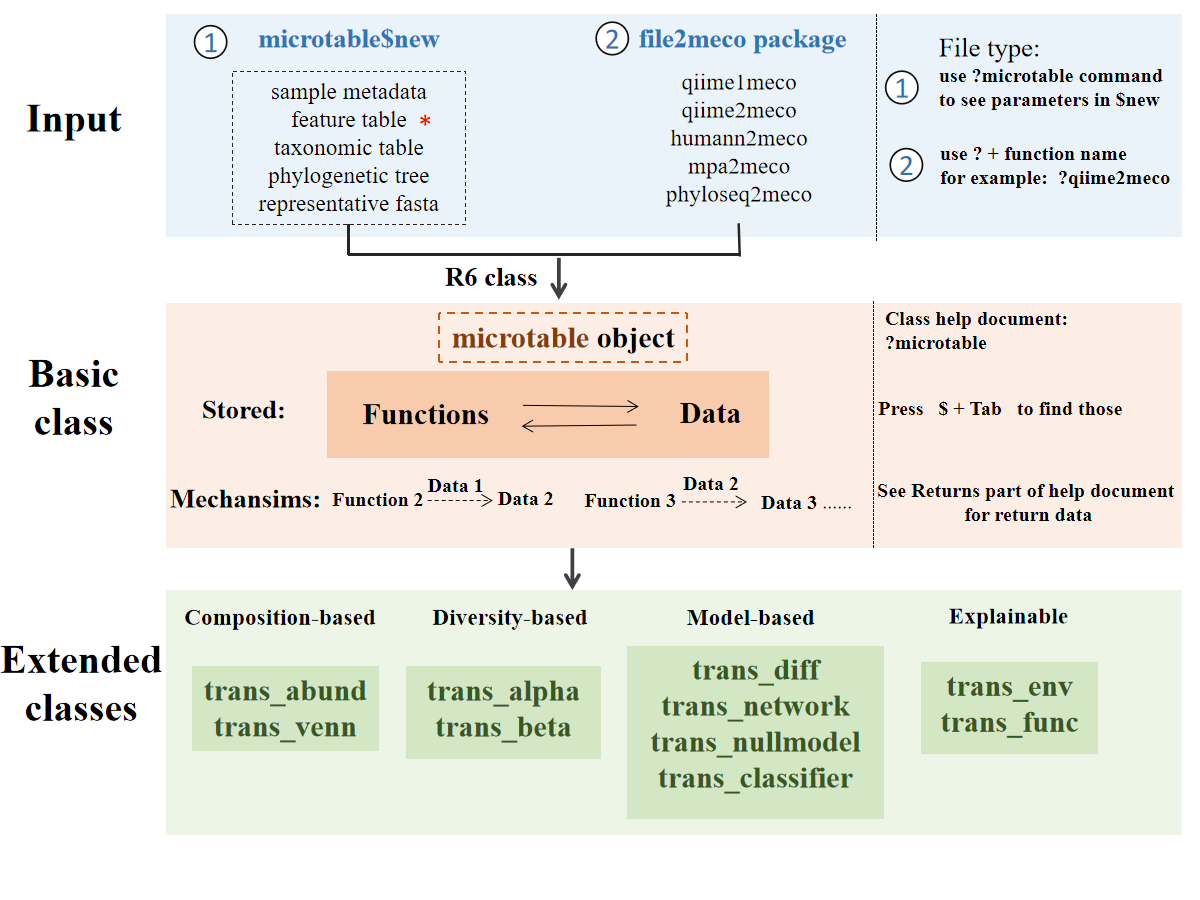 Input
① microtable$new
sample metadata
feature table *
taxonomic table
phylogenetic tree
representative fasta
② file2meco package
qiime1meco
qiime2meco
humann2meco
mpa2meco
phyloseq2meco
File type:
① use ?microtable command
to see parameters in $new
② use ? + function name
for example: ?qiime2meco
R6 class
Basic
class
microtable object
Stored:
Functions Data
Mechansims: Function 2 Data 1 Data 2 Function 3 Data 2 Data 3 ......
Class help document:
?microtable
Press $ + Tab to find those
See Returns part of help document
for return data
Extended
classes
Composition-based
trans_abund
trans_venn
Diversity-based
trans_alpha
trans_beta
Model-based
trans_diff
trans_network
trans_nullmodel
trans_classifier
Explainable
trans_env
trans_func